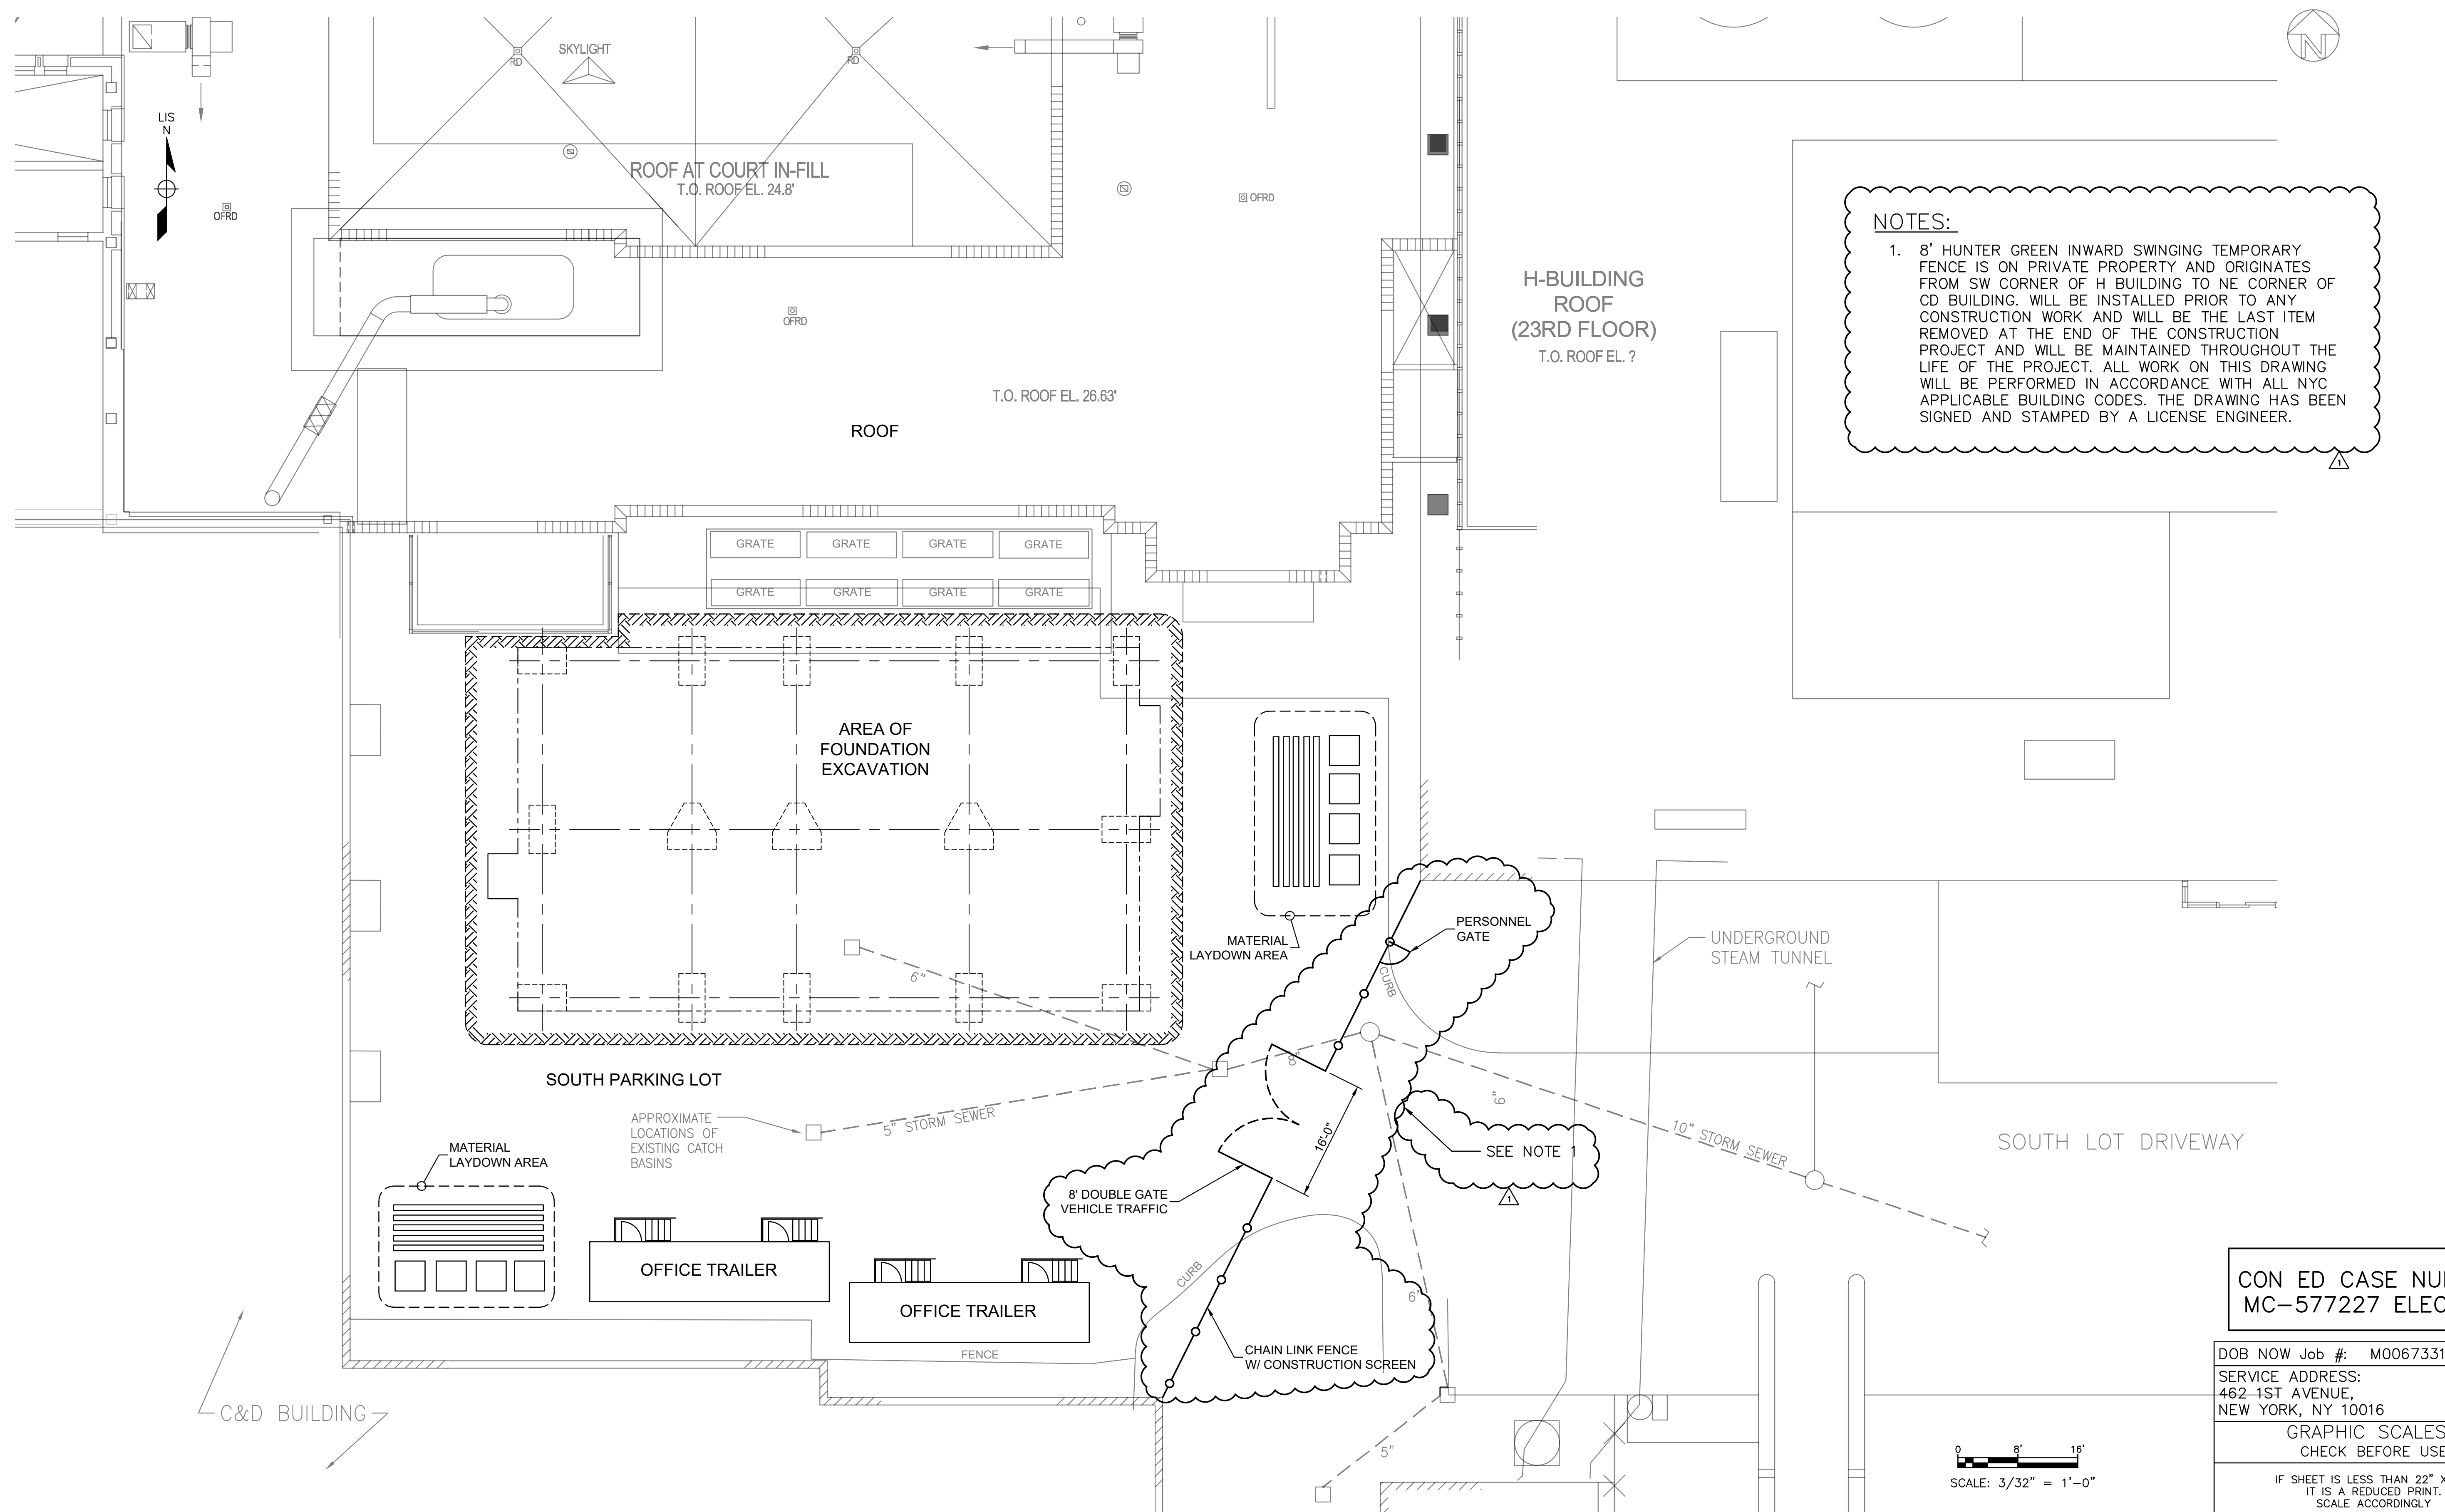 SKYLIGHT
RD
RD
LIS
N
N
OFRD
ROOF AT COURT IN-FILL
T.O. ROOF EL. 24.8'
OFRD
OFRD
T.O. ROOF EL. 26.63'
ROOF
H-BUILDING
ROOF
(23RD FLOOR)
T.O. ROOF EL. ?
NOTES:
1. 8' HUNTER GREEN INWARD SWINGING TEMPORARY
FENCE IS ON PRIVATE PROPERTY AND ORIGINATES
FROM SW CORNER OF H BUILDING TO NE CORNER OF
CD BUILDING. WILL BE INSTALLED PRIOR TO ANY
CONSTRUCTION WORK AND WILL BE THE LAST ITEM
REMOVED AT THE END OF THE CONSTRUCTION
PROJECT AND WILL BE MAINTAINED THROUGHOUT THE
LIFE OF THE PROJECT. ALL WORK ON THIS DRAWING
WILL BE PERFORMED IN ACCORDANCE WITH ALL NYC
APPLICABLE BUILDING CODES. THE DRAWING HAS BEEN
SIGNED AND STAMPED BY A LICENSE ENGINEER.
1
GRATE GRATE GRATE GRATE
GRATE GRATE GRATE GRATE
AREA OF
FOUNDATION
EXCAVATION
MATERIAL
LAYDOWN AREA
PERSONNEL
GATE
CURB
UNDERGROUND
STEAM TUNNEL
6"
8"
6"
SOUTH PARKING LOT
APPROXIMATE
LOCATIONS OF
EXISTING CATCH
BASINS
5" STORM SEWER
16'-0"
SEE NOTE 1
1
10" STORM SEWER
SOUTH LOT DRIVEWAY
MATERIAL
LAYDOWN AREA
8' DOUBLE GATE
VEHICLE TRAFFIC
OFFICE TRAILER
OFFICE TRAILER
CURB
6"
FENCE
CHAIN LINK FENCE
W/ CONSTRUCTION SCREEN
C&D BUILDING
5"
0 8' 16'
SCALE: 3/32" = 1'-0"
CON ED CASE NU
MC-577227 ELEC
DOB NOW Job #: M0067331
SERVICE ADDRESS:
462 1ST AVENUE,
NEW YORK, NY 10016
GRAPHIC SCALES
CHECK BEFORE USE
IF SHEET IS LESS THAN 22" X
IT IS A REDUCED PRINT.
SCALE ACCORDINGLY